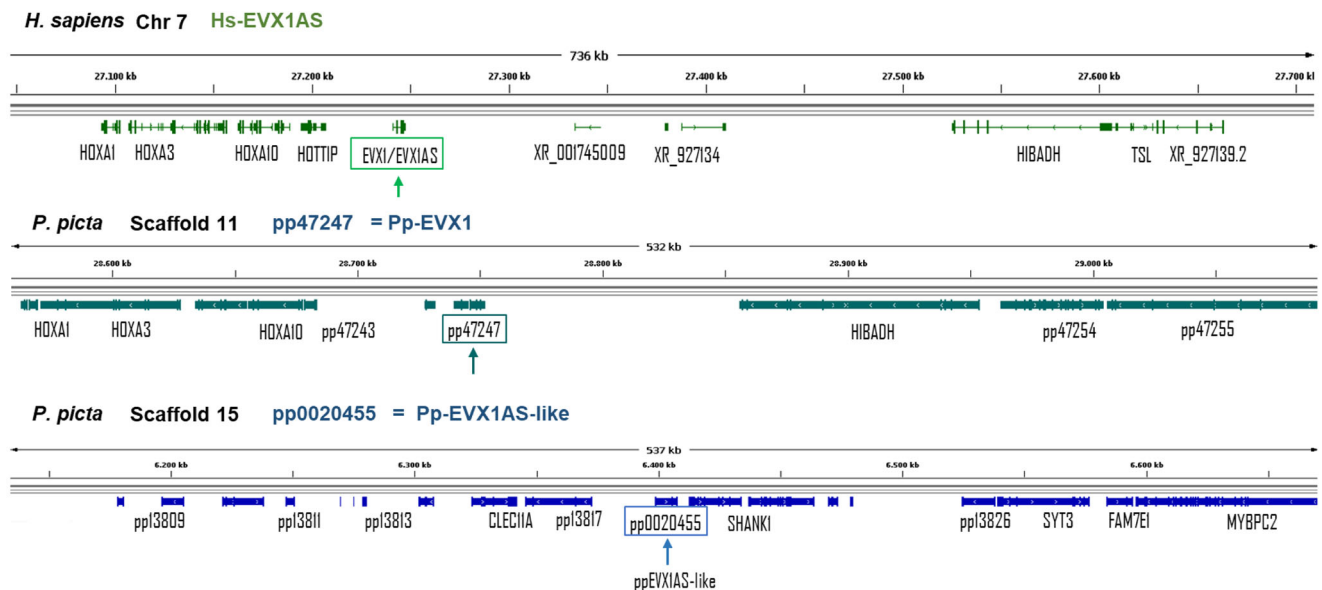 H. sapiens Chr 7 Hs-EVX1AS
736 kb
27.100 kb 27.200 kb 27.300 kb 27.400 kb 27.500 kb 27.600 kb 27.700 kb
HOXA1 HOXA3 HOXA10 HOTTIP EVX1/EVX1AS XR_001745009 XR_927134 HIBADH TSL XR_927139.2
P. picta Scaffold 11 pp47247 = Pp-EVX1
532 kb
28.600 kb 28.700 kb 28.800 kb 28.900 kb 29.000 kb
HOXA1 HOXA3 HOXA10 pp47243 pp47247 HIBADH pp47254 pp47255
P. picta Scaffold 15 pp0020455 = Pp-EVX1AS-like
537 kb
6.200 kb 6.300 kb 6.400 kb 6.500 kb 6.600 kb
pp13809 pp13811 pp13813 CLEC11A pp13817 pp0020455 SHANK1 pp13826 SYT3 FAM7E1 MYBPC2
ppEVX1AS-like